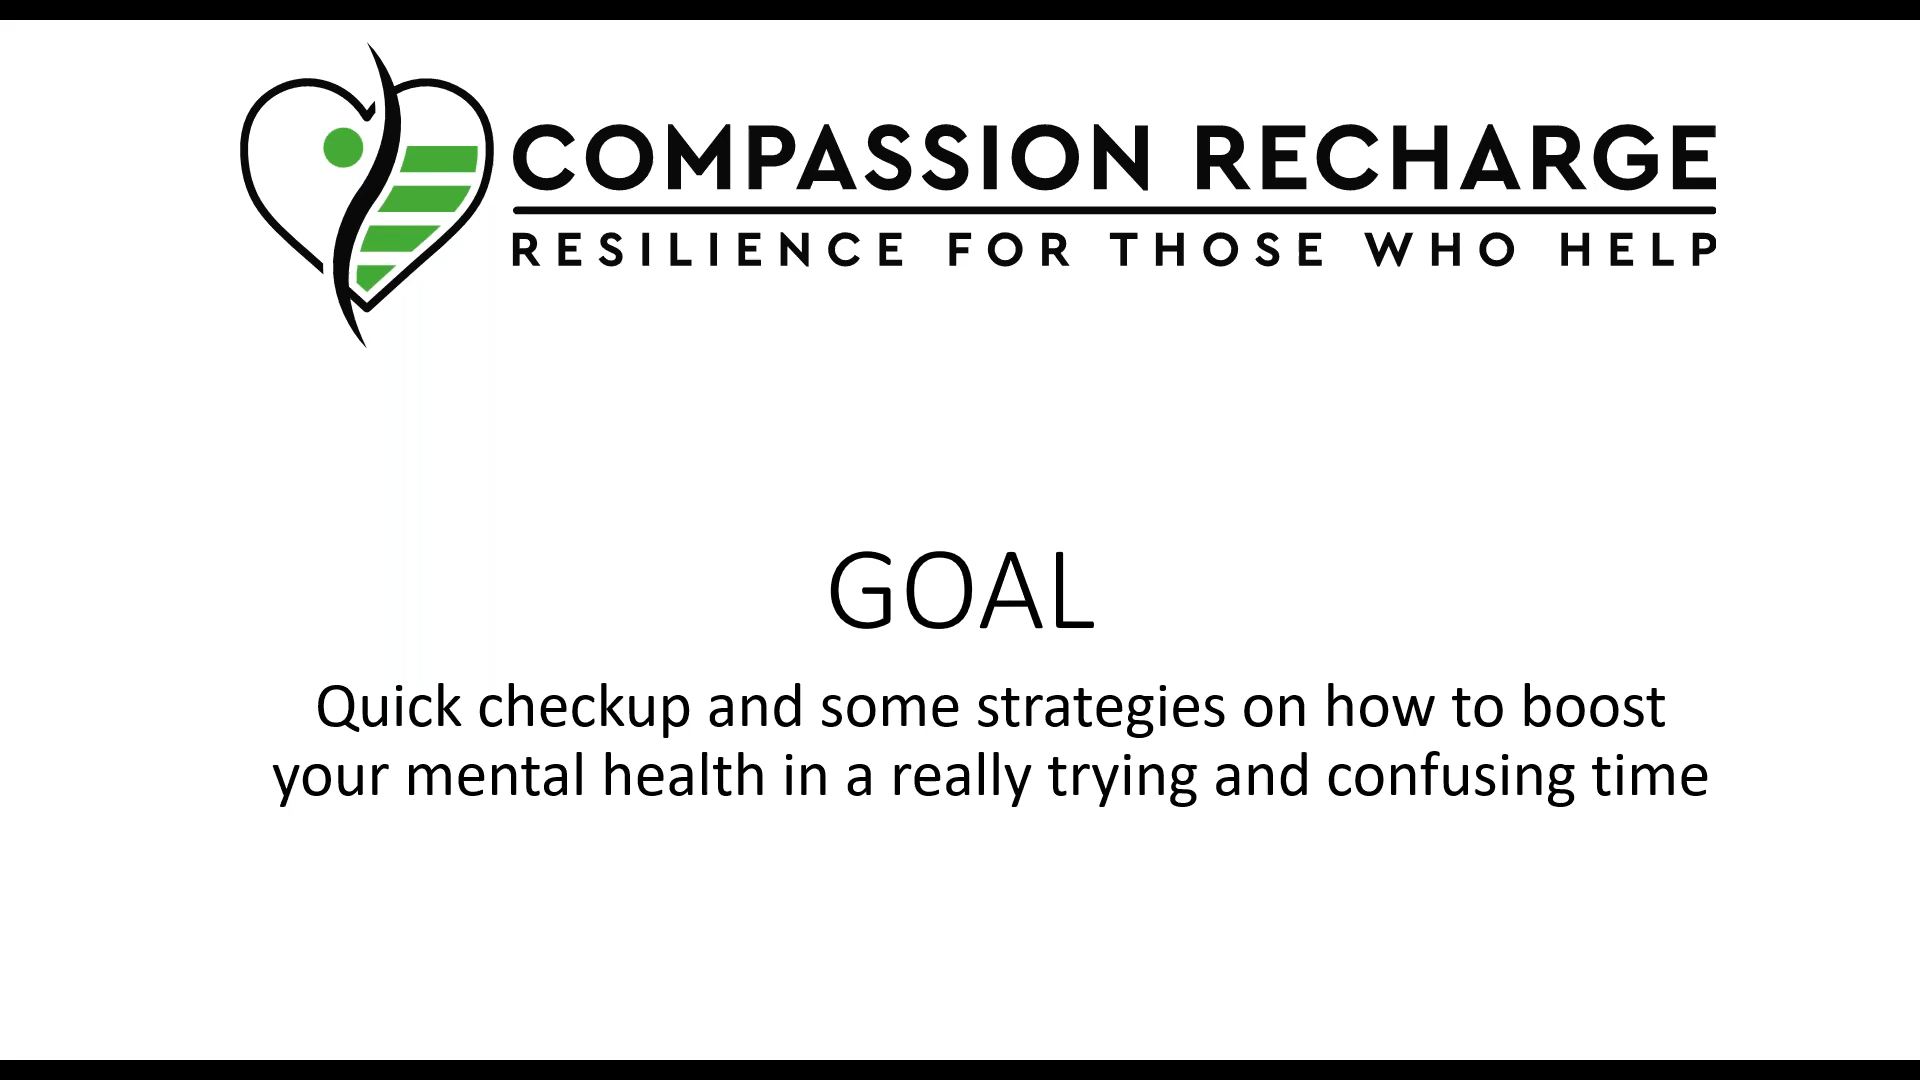 COMPASSION RECHARGE
RESILIENCE FOR THOSE WHO HELP
GOAL
Quick checkup and some strategies on how to boost
your mental health in a really trying and confusing time